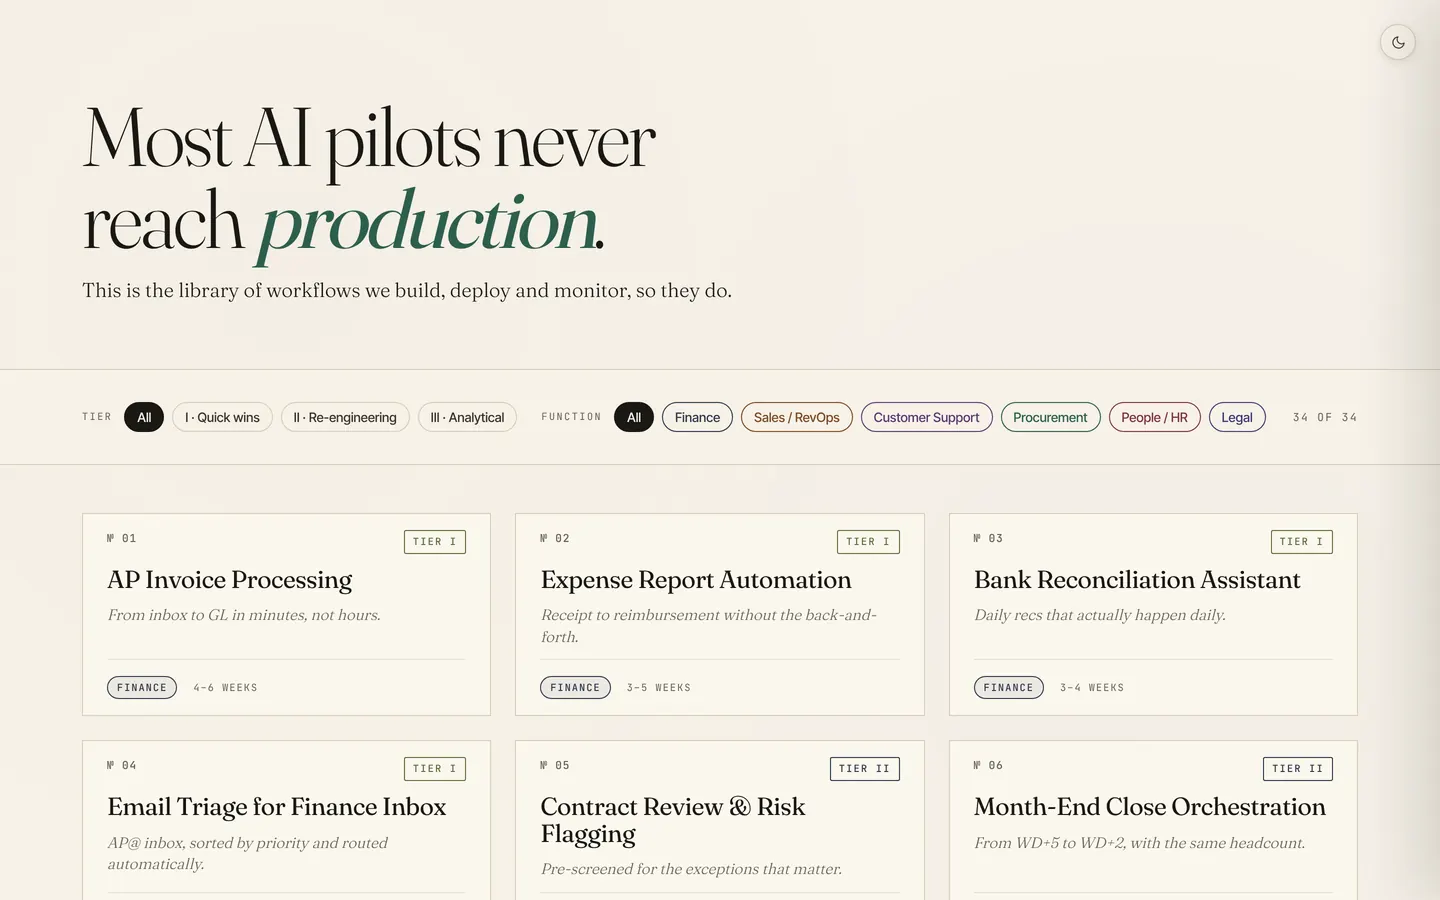 Most AI pilots never
reach production.
This is the library of workflows we build, deploy and monitor, so they do.
TIER All I · Quick wins II · Re-engineering III · Analytical FUNCTION All Finance Sales / RevOps Customer Support Procurement People / HR Legal 34 OF 34
№ 01 TIER I
AP Invoice Processing
From inbox to GL in minutes, not hours.
FINANCE 4–6 WEEKS
№ 02 TIER I
Expense Report Automation
Receipt to reimbursement without the back-and-
forth.
FINANCE 3–5 WEEKS
№ 03 TIER I
Bank Reconciliation Assistant
Daily recs that actually happen daily.
FINANCE 3–4 WEEKS
№ 04 TIER I
Email Triage for Finance Inbox
AP@ inbox, sorted by priority and routed
automatically.
№ 05 TIER II
Contract Review & Risk
Flagging
Pre-screened for the exceptions that matter.
№ 06 TIER II
Month-End Close Orchestration
From WD+5 to WD+2, with the same headcount.